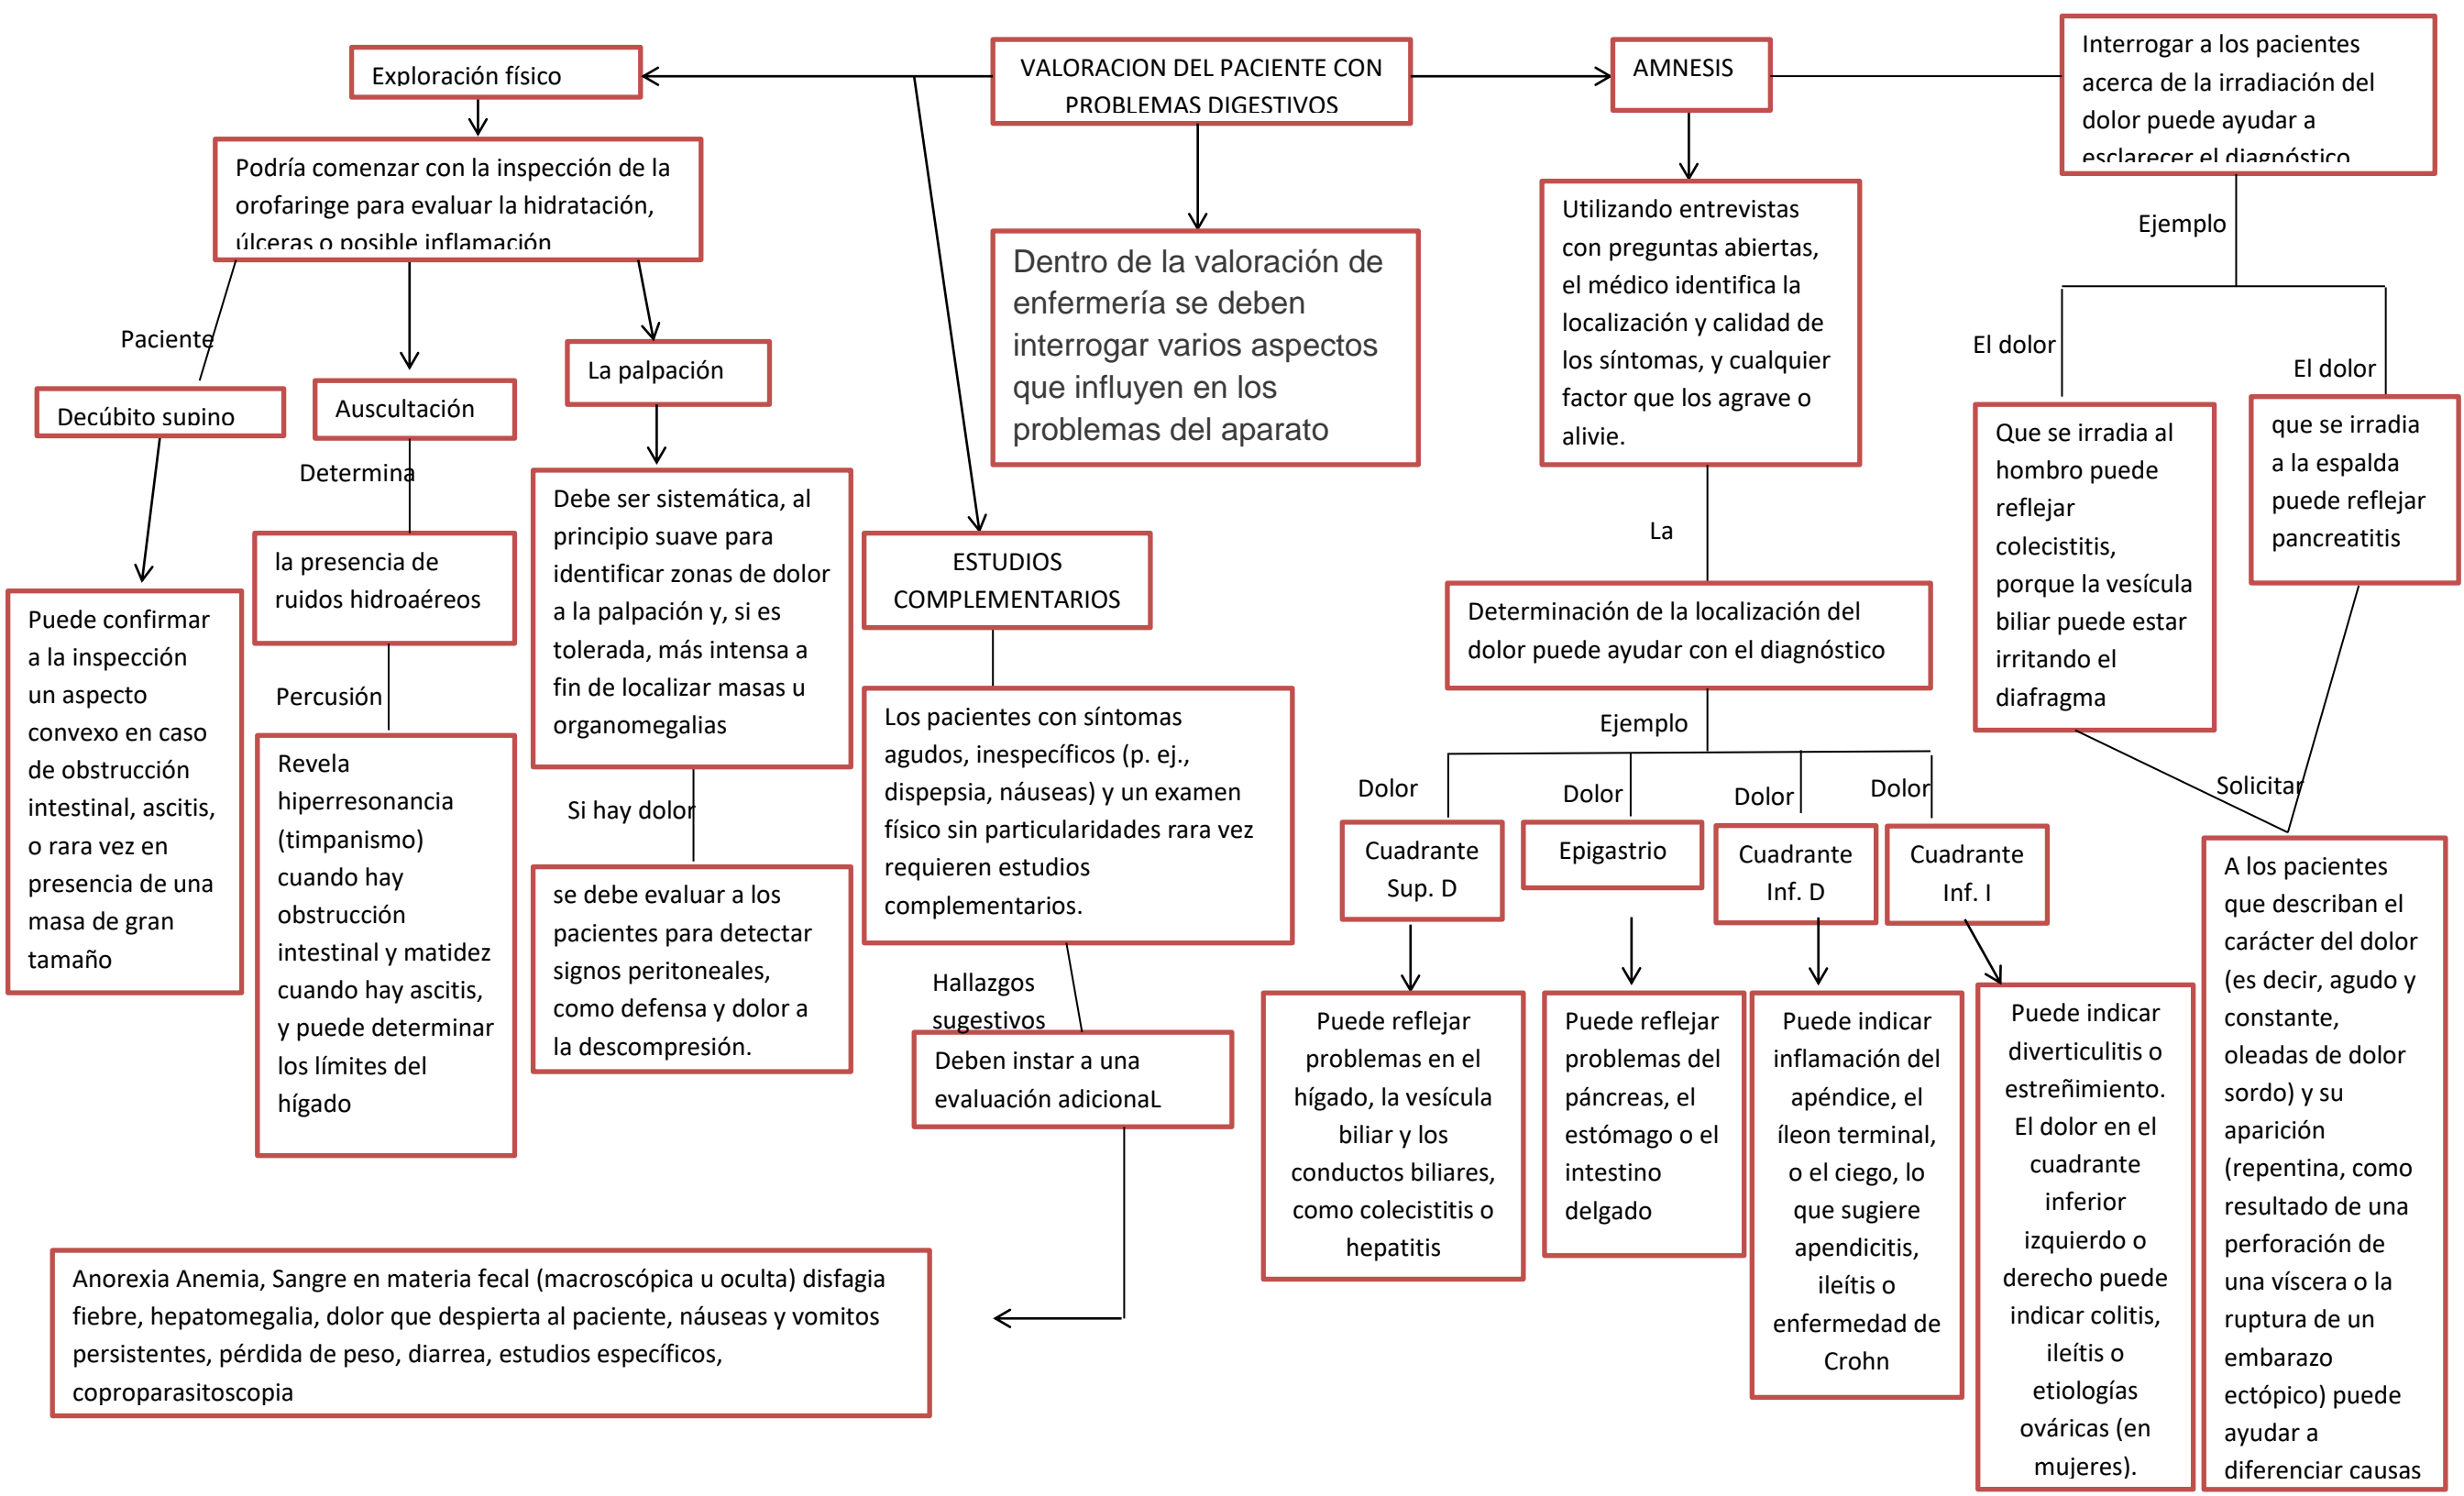 VALORACION DEL PACIENTE CON
PROBLEMAS DIGESTIVOS
Exploración físico
Podría comenzar con la inspección de la
orofaringe para evaluar la hidratación,
úlceras o posible inflamación
Paciente
Decúbito supino
Puede confirmar
a la inspección
un aspecto
convexo en caso
de obstrucción
intestinal, ascitis,
o rara vez en
presencia de una
masa de gran
tamaño
Auscultación
Determina
la presencia de
ruidos hidroaéreos
Percusión
Revela
hiperresonancia
(timpanismo)
cuando hay
obstrucción
intestinal y matidez
cuando hay ascitis,
y puede determinar
los límites del
hígado
La palpación
Debe ser sistemática, al
principio suave para
identificar zonas de dolor
a la palpación y, si es
tolerada, más intensa a
fin de localizar masas u
organomegalias
Si hay dolor
se debe evaluar a los
pacientes para detectar
signos peritoneales,
como defensa y dolor a
la descompresión.
Dentro de la valoración de
enfermería se deben
interrogar varios aspectos
que influyen en los
problemas del aparato
ESTUDIOS
COMPLEMENTARIOS
Los pacientes con síntomas
agudos, inespecíficos (p. ej.,
dispepsia, náuseas) y un examen
físico sin particularidades rara vez
requieren estudios
complementarios.
Hallazgos
sugestivos
Deben instar a una
evaluación adicionaL
Anorexia Anemia, Sangre en materia fecal (macroscópica u oculta) disfagia
fiebre, hepatomegalia, dolor que despierta al paciente, náuseas y vomitos
persistentes, pérdida de peso, diarrea, estudios específicos,
coproparasitoscopia
AMNESIS
Utilizando entrevistas
con preguntas abiertas,
el médico identifica la
localización y calidad de
los síntomas, y cualquier
factor que los agrave o
alivie.
La
Determinación de la localización del
dolor puede ayudar con el diagnóstico
Ejemplo
Dolor
Cuadrante
Sup. D
Puede reflejar
problemas en el
hígado, la vesícula
biliar y los
conductos biliares,
como colecistitis o
hepatitis
Dolor
Epigastrio
Puede reflejar
problemas del
páncreas, el
estómago o el
intestino
delgado
Dolor
Cuadrante
Inf. D
Puede indicar
inflamación del
apéndice, el
íleon terminal,
o el ciego, lo
que sugiere
apendicitis,
ileítis o
enfermedad de
Crohn
Dolor
Cuadrante
Inf. I
Puede indicar
diverticulitis o
estreñimiento.
El dolor en el
cuadrante
inferior
izquierdo o
derecho puede
indicar colitis,
ileítis o
etiologías
ováricas (en
mujeres).
Interrogar a los pacientes
acerca de la irradiación del
dolor puede ayudar a
esclarecer el diagnóstico
Ejemplo
El dolor
Que se irradia al
hombro puede
reflejar
colecistitis,
porque la vesícula
biliar puede estar
irritando el
diafragma
El dolor
que se irradia
a la espalda
puede reflejar
pancreatitis
Solicitar
A los pacientes
que describan el
carácter del dolor
(es decir, agudo y
constante,
oleadas de dolor
sordo) y su
aparición
(repentina, como
resultado de una
perforación de
una víscera o la
ruptura de un
embarazo
ectópico) puede
ayudar a
diferenciar causas